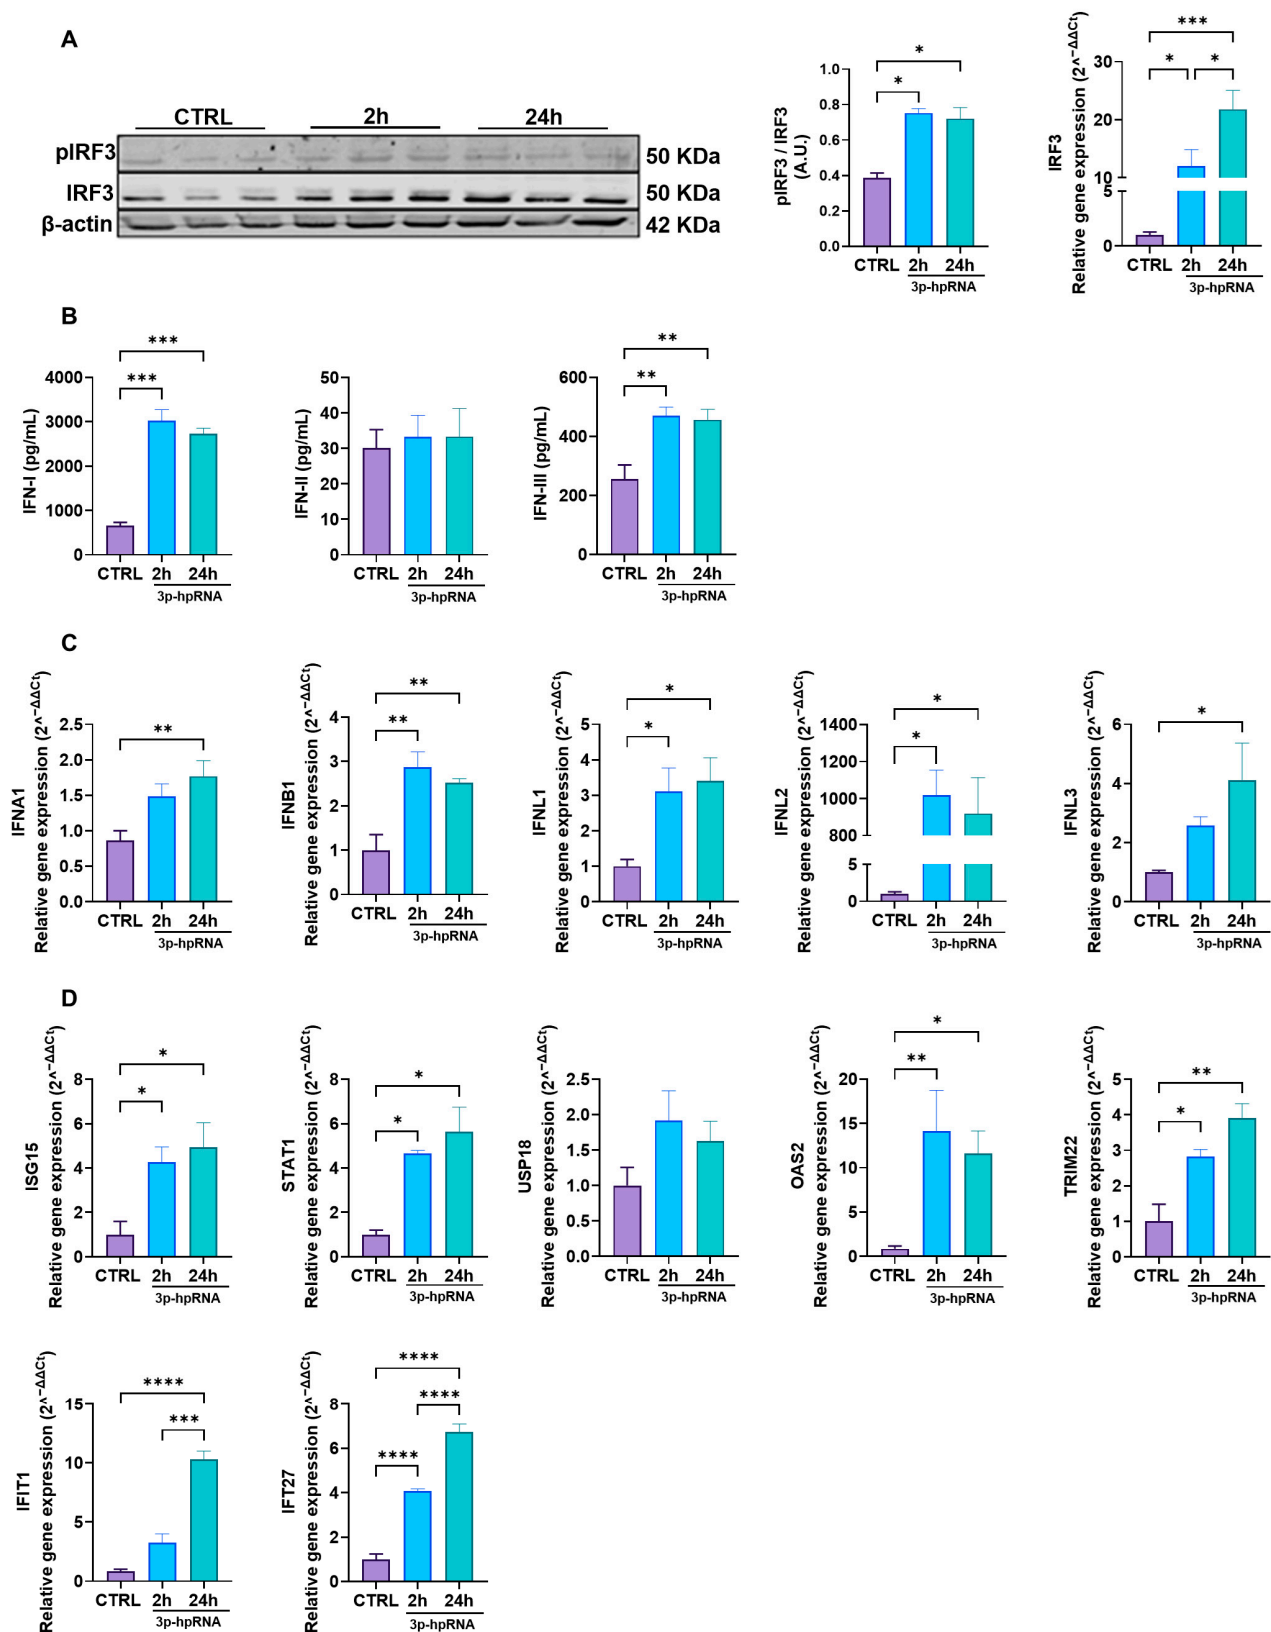 A
CTRL 2h 24h
pIRF3 50 KDa
IRF3 50 KDa
β-actin 42 KDa
pIRF3 / IRF3
(A.U.)
1.0
0.8
0.6
0.4
0.2
0.0
*
*
CTRL 2h 24h
3p-hpRNA
IRF3
Relative gene expression (2^−ΔΔCt)
30
20
10
5
0
***
* *
CTRL 2h 24h
3p-hpRNA
B
IFN-I (pg/mL)
4000
3000
2000
1000
0
***
***
CTRL 2h 24h
3p-hpRNA
IFN-II (pg/mL)
50
40
30
20
10
0
CTRL 2h 24h
3p-hpRNA
IFN-III (pg/mL)
600
400
200
0
**
**
CTRL 2h 24h
3p-hpRNA
C
IFNA1
Relative gene expression (2^−ΔΔCt)
2.5
2.0
1.5
1.0
0.5
0.0
**
CTRL 2h 24h
3p-hpRNA
IFNB1
Relative gene expression (2^−ΔΔCt)
4
3
2
1
0
**
**
CTRL 2h 24h
3p-hpRNA
IFNL1
Relative gene expression (2^−ΔΔCt)
5
4
3
2
1
0
*
*
CTRL 2h 24h
3p-hpRNA
IFNL2
Relative gene expression (2^−ΔΔCt)
1400
1200
1000
800
5
0
*
*
CTRL 2h 24h
3p-hpRNA
IFNL3
Relative gene expression (2^−ΔΔCt)
6
4
2
0
*
CTRL 2h 24h
3p-hpRNA
D
ISG15
Relative gene expression (2^−ΔΔCt)
8
6
4
2
0
*
*
CTRL 2h 24h
3p-hpRNA
STAT1
Relative gene expression (2^−ΔΔCt)
8
6
4
2
0
*
*
CTRL 2h 24h
3p-hpRNA
USP18
Relative gene expression (2^−ΔΔCt)
2.5
2.0
1.5
1.0
0.5
0.0
CTRL 2h 24h
3p-hpRNA
OAS2
Relative gene expression (2^−ΔΔCt)
20
15
10
5
0
*
**
CTRL 2h 24h
3p-hpRNA
TRIM22
Relative gene expression (2^−ΔΔCt)
5
4
3
2
1
0
**
*
CTRL 2h 24h
3p-hpRNA
IFIT1
Relative gene expression (2^−ΔΔCt)
15
10
5
0
****
***
CTRL 2h 24h
3p-hpRNA
IFT27
Relative gene expression (2^−ΔΔCt)
8
6
4
2
0
****
****
****
CTRL 2h 24h
3p-hpRNA